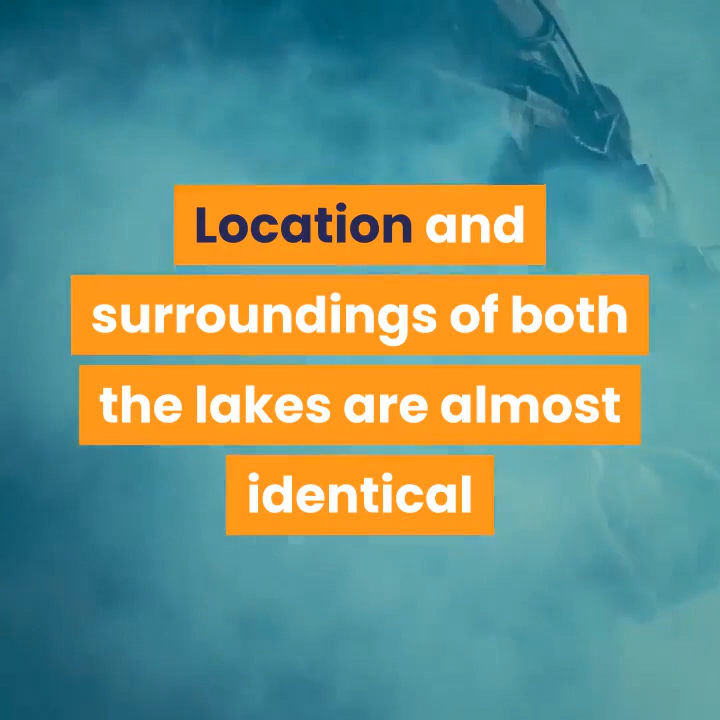 Location and
surroundings of both
the lakes are almost
identical